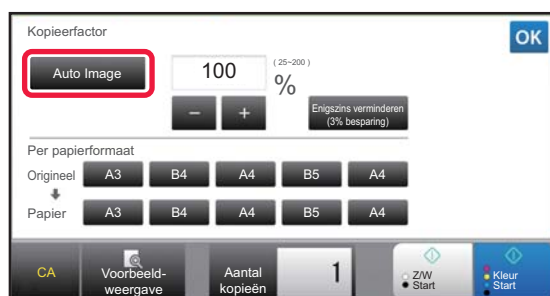 Kopieerfactor
OK
Auto Image
100
(25~200)
%
−
+
Enigszins verminderen
(3% besparing)
Per papierformaat
Origineel A3 B4 A4 B5 A4
Papier A3 B4 A4 B5 A4
CA
Voorbeeld-
weergave
Aantal
kopieën
1
Z/W
Start
Kleur
Start